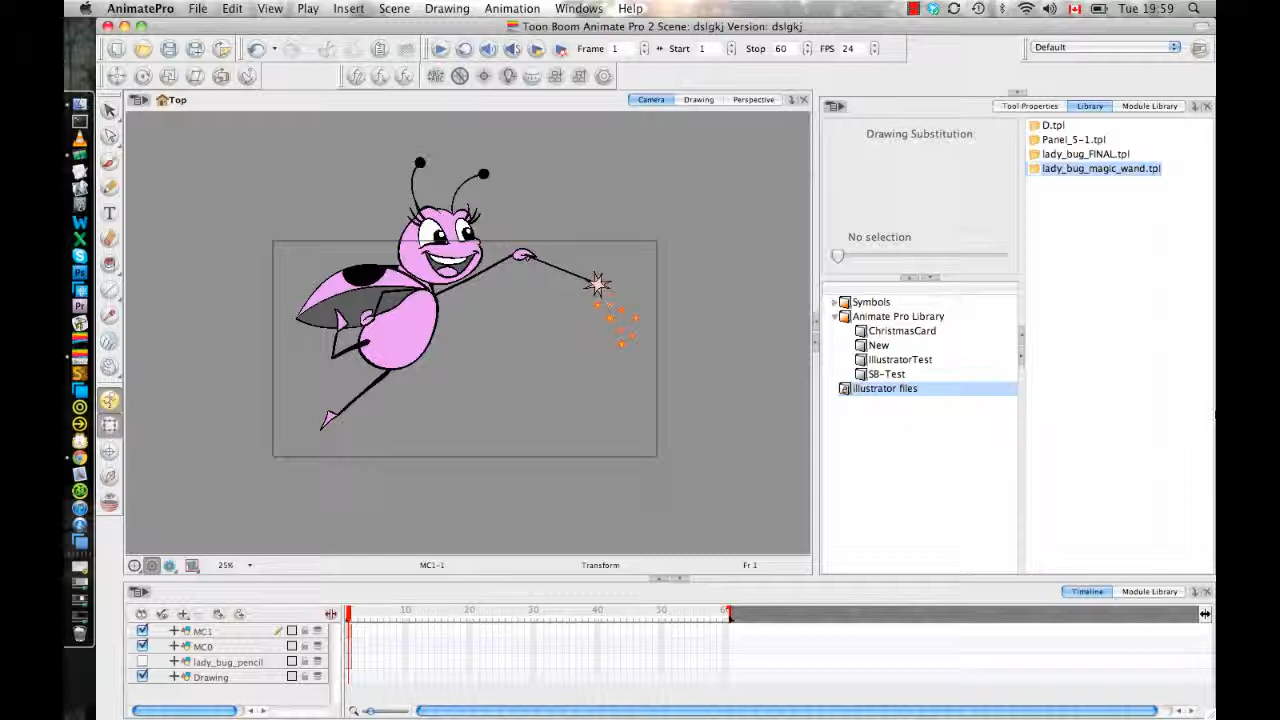 AnimatePro File Edit View Play Insert Scene Drawing Animation Windows Help Tue 19:59
Toon Boom Animate Pro 2 Scene: dslgkj Version: dslgkj
Frame 1 Start 1 Stop 60 FPS 24 Default
Top Camera Drawing Perspective
Tool Properties Library Module Library
Drawing Substitution
D.tpl
Panel_5-1.tpl
lady_bug_FINAL.tpl
lady_bug_magic_wand.tpl
No selection
Symbols
Animate Pro Library
ChristmasCard
New
IllustratorTest
SB-Test
illustrator files
25% MC1-1 Transform Fr 1
Timeline Module Library
10 20 30 40 50
MC1
MC0
lady_bug_pencil
Drawing